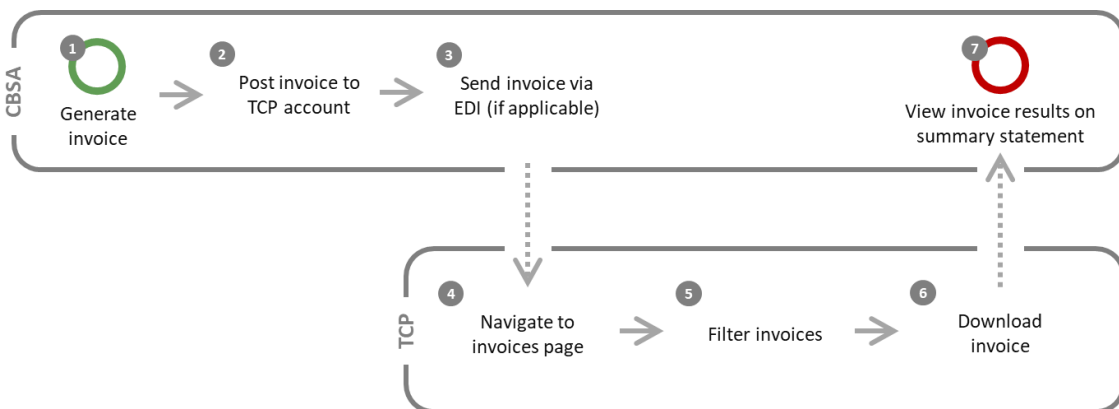 CBSA
1
Generate
invoice
2
Post invoice to
TCP account
3
Send invoice via
EDI (if applicable)
7
View invoice results on
summary statement
TCP
4
Navigate to
invoices page
5
Filter invoices
6
Download
invoice